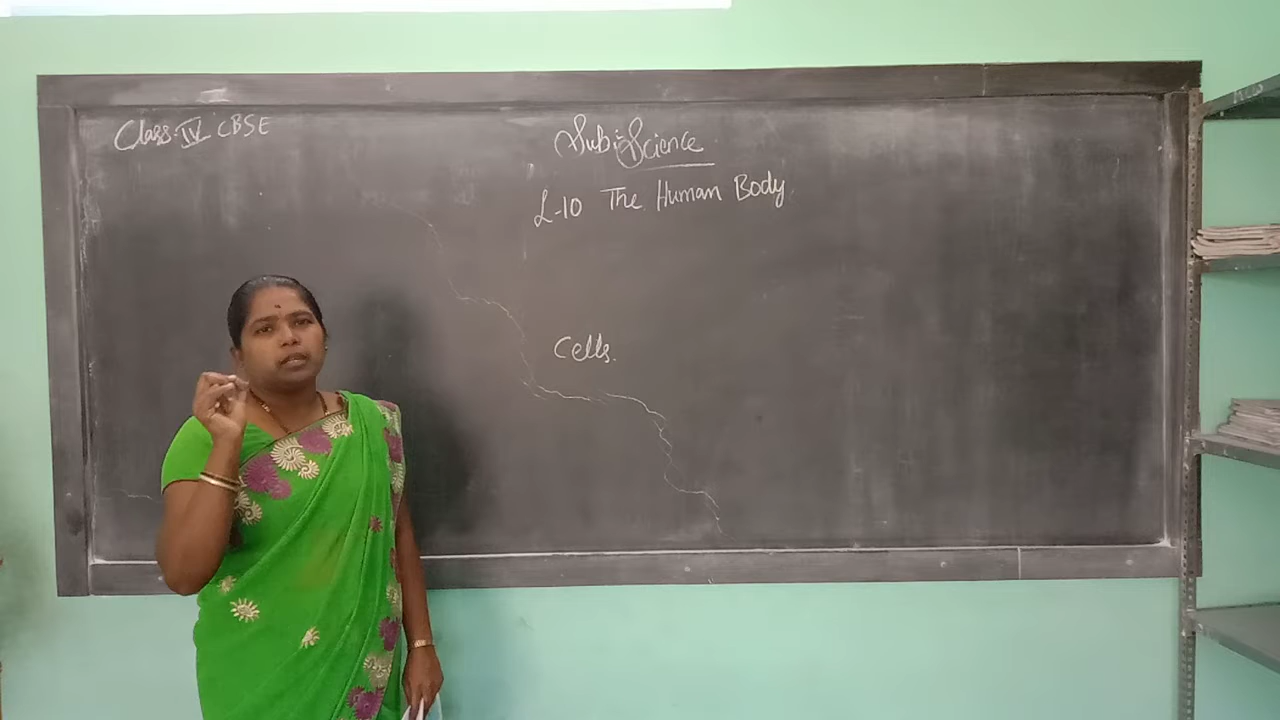 Class-IV CBSE
Sub:-Science
L-10 The Human Body.
Cells.